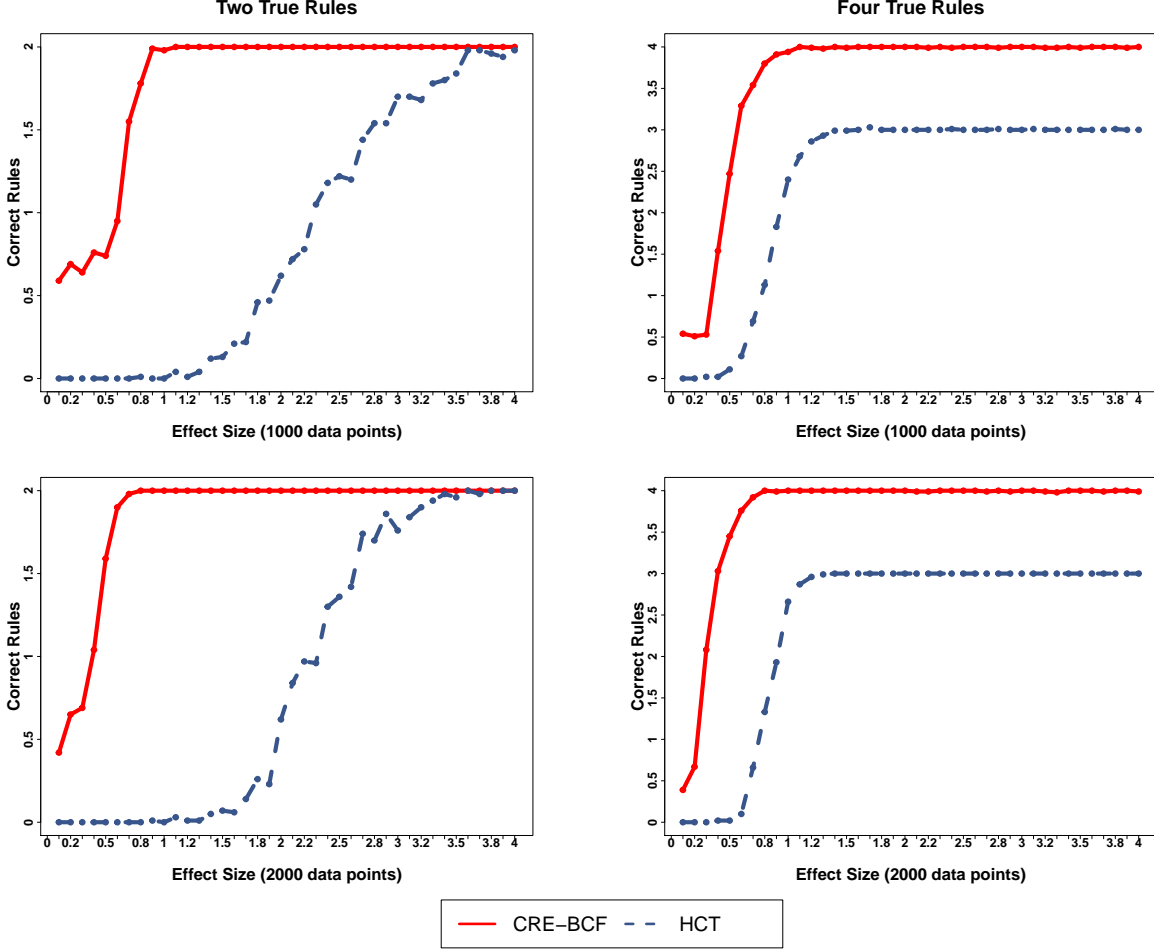 Two True Rules
Four True Rules
Correct Rules
2
1.5
1
0.5
0
0 0.2 0.5 0.8 1 1.2 1.5 1.8 2 2.2 2.5 2.8 3 3.2 3.5 3.8 4
Effect Size (1000 data points)
Correct Rules
4
3.5
3
2.5
2
1.5
1
0.5
0
0 0.2 0.5 0.8 1 1.2 1.5 1.8 2 2.2 2.5 2.8 3 3.2 3.5 3.8 4
Effect Size (1000 data points)
Correct Rules
2
1.5
1
0.5
0
0 0.2 0.5 0.8 1 1.2 1.5 1.8 2 2.2 2.5 2.8 3 3.2 3.5 3.8 4
Effect Size (2000 data points)
Correct Rules
4
3.5
3
2.5
2
1.5
1
0.5
0
0 0.2 0.5 0.8 1 1.2 1.5 1.8 2 2.2 2.5 2.8 3 3.2 3.5 3.8 4
Effect Size (2000 data points)
CRE−BCF
HCT